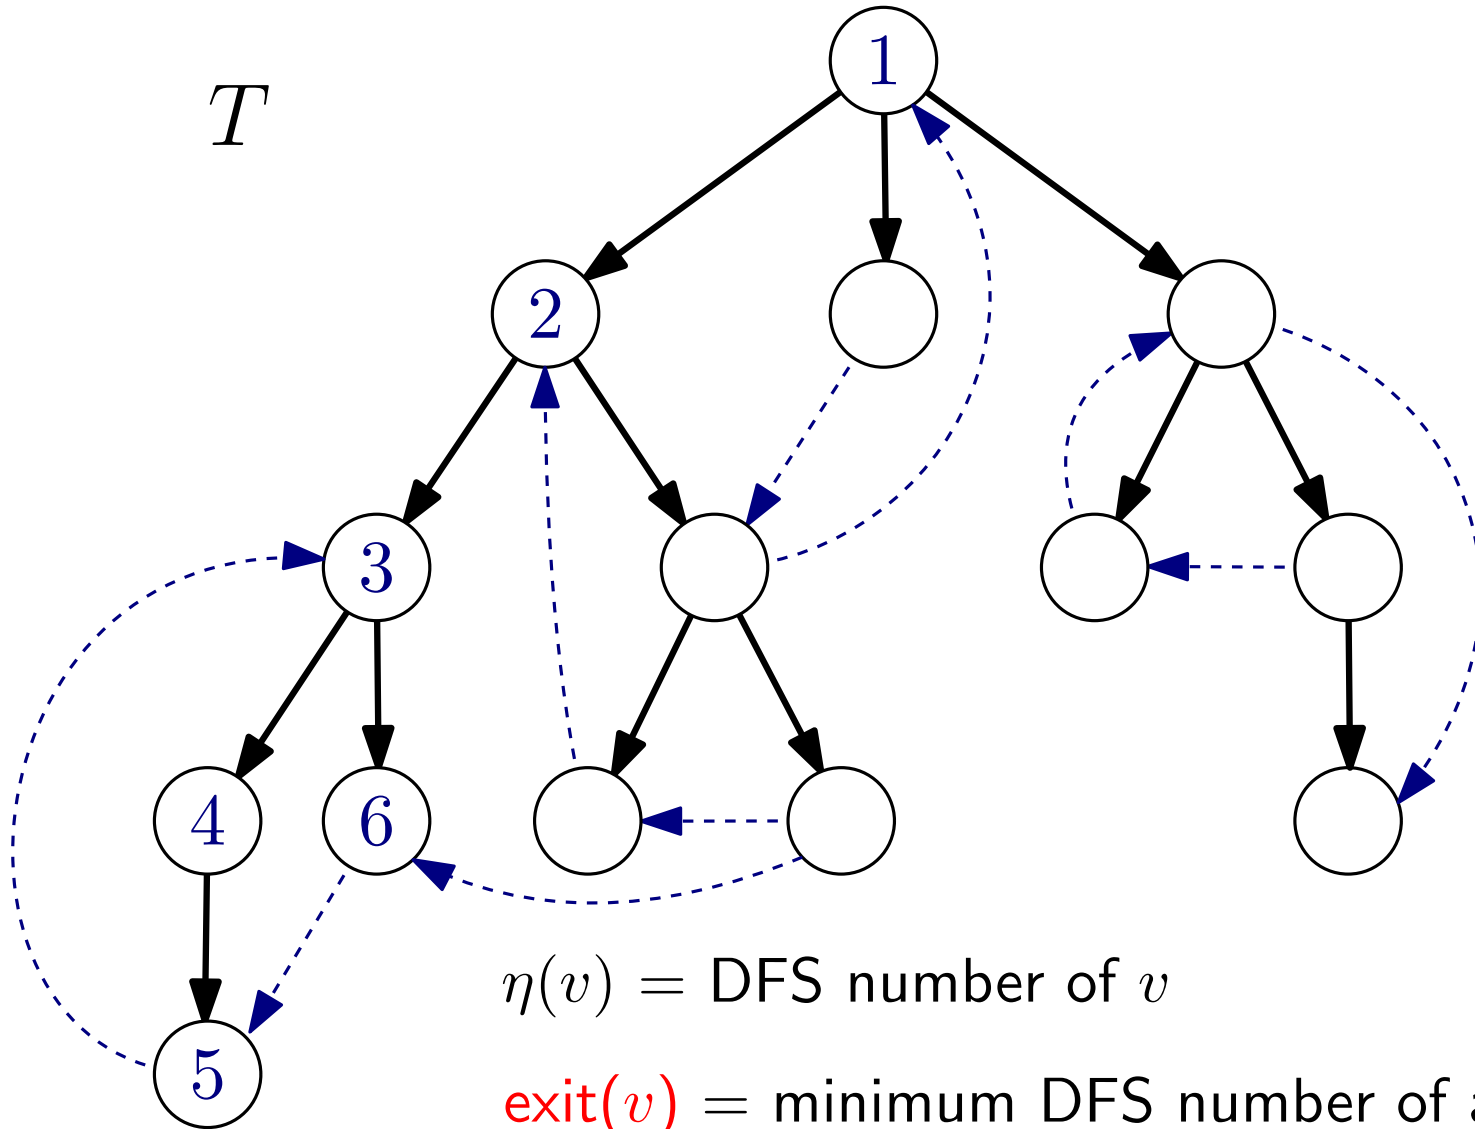 1
T
2
3
4 6
η(v) = DFS number of v
5
exit(v) = minimum DFS number of